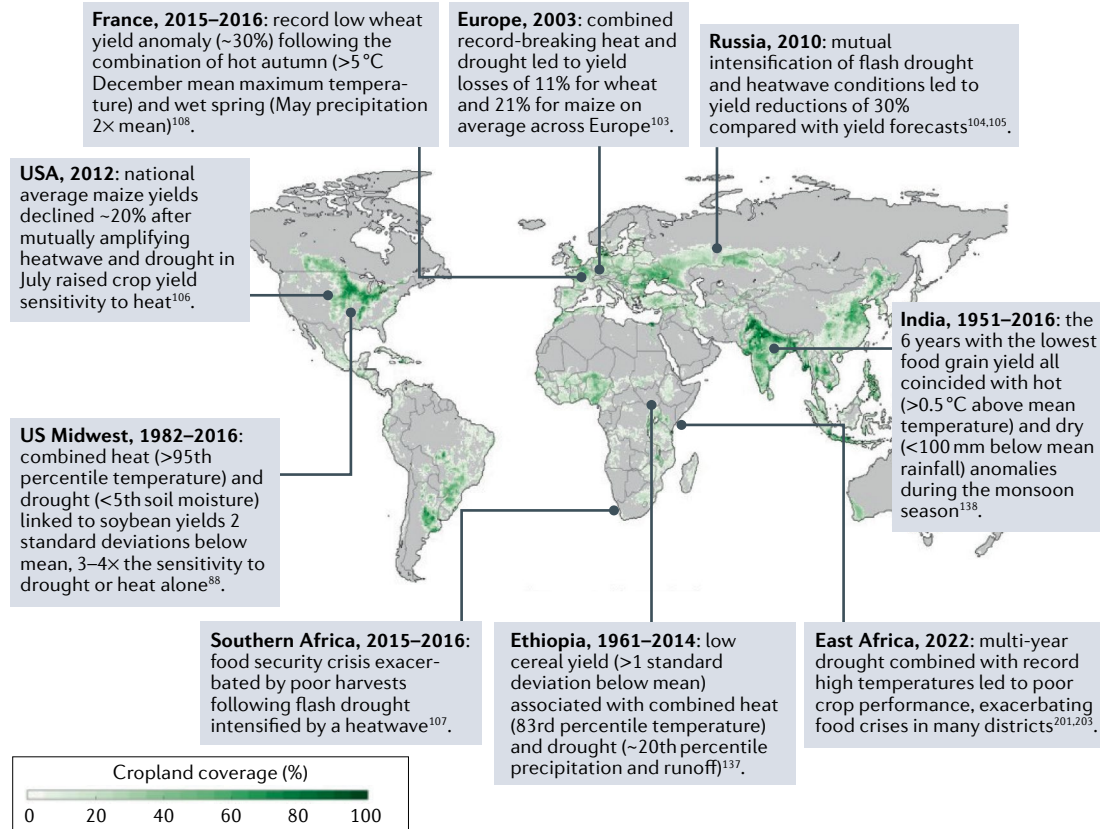 France, 2015–2016: record low wheat
yield anomaly (~30%) following the
combination of hot autumn (>5 °C
December mean maximum tempera-
ture) and wet spring (May precipitation
2× mean)108.
Europe, 2003: combined
record-breaking heat and
drought led to yield
losses of 11% for wheat
and 21% for maize on
average across Europe103.
Russia, 2010: mutual
intensification of flash drought
and heatwave conditions led to
yield reductions of 30%
compared with yield forecasts104,105.
USA, 2012: national
average maize yields
declined ~20% after
mutually amplifying
heatwave and drought in
July raised crop yield
sensitivity to heat106.
India, 1951–2016: the
6 years with the lowest
food grain yield all
coincided with hot
(>0.5 °C above mean
temperature) and dry
(<100 mm below mean
rainfall) anomalies
during the monsoon
season138.
US Midwest, 1982–2016:
combined heat (>95th
percentile temperature) and
drought (<5th soil moisture)
linked to soybean yields 2
standard deviations below
mean, 3–4× the sensitivity to
drought or heat alone88.
Southern Africa, 2015–2016:
food security crisis exacer-
bated by poor harvests
following flash drought
intensified by a heatwave107.
Ethiopia, 1961–2014: low
cereal yield (>1 standard
deviation below mean)
associated with combined heat
(83rd percentile temperature)
and drought (~20th percentile
precipitation and runoff)137.
East Africa, 2022: multi-year
drought combined with record
high temperatures led to poor
crop performance, exacerbating
food crises in many districts201,203.
Cropland coverage (%)
0 20 40 60 80 100